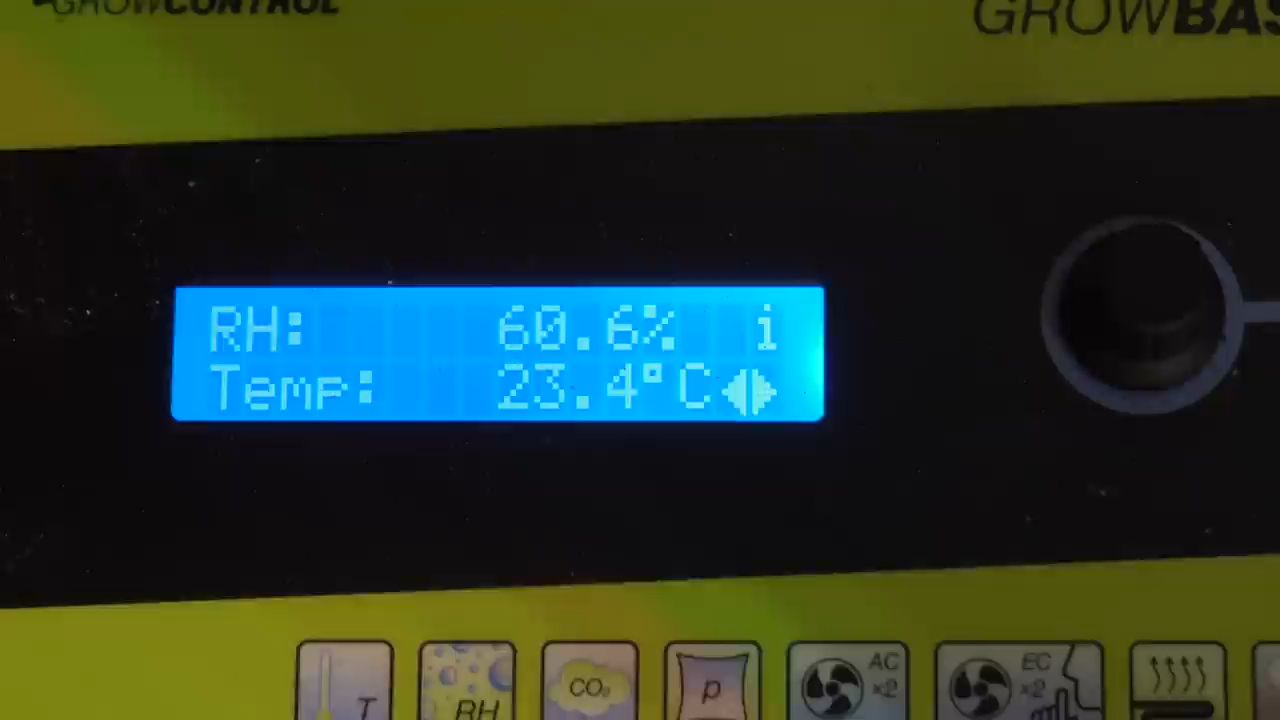 GROWCONTROL
GROWBAS
RH: 60.6% i
Temp: 23.4°C
T
RH
CO₂
p
AC x2
EC x2